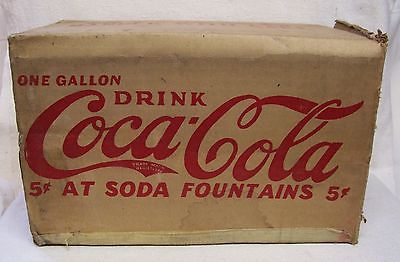 ONE GALLON
DRINK
Coca-Cola
5¢ AT SODA FOUNTAINS 5¢